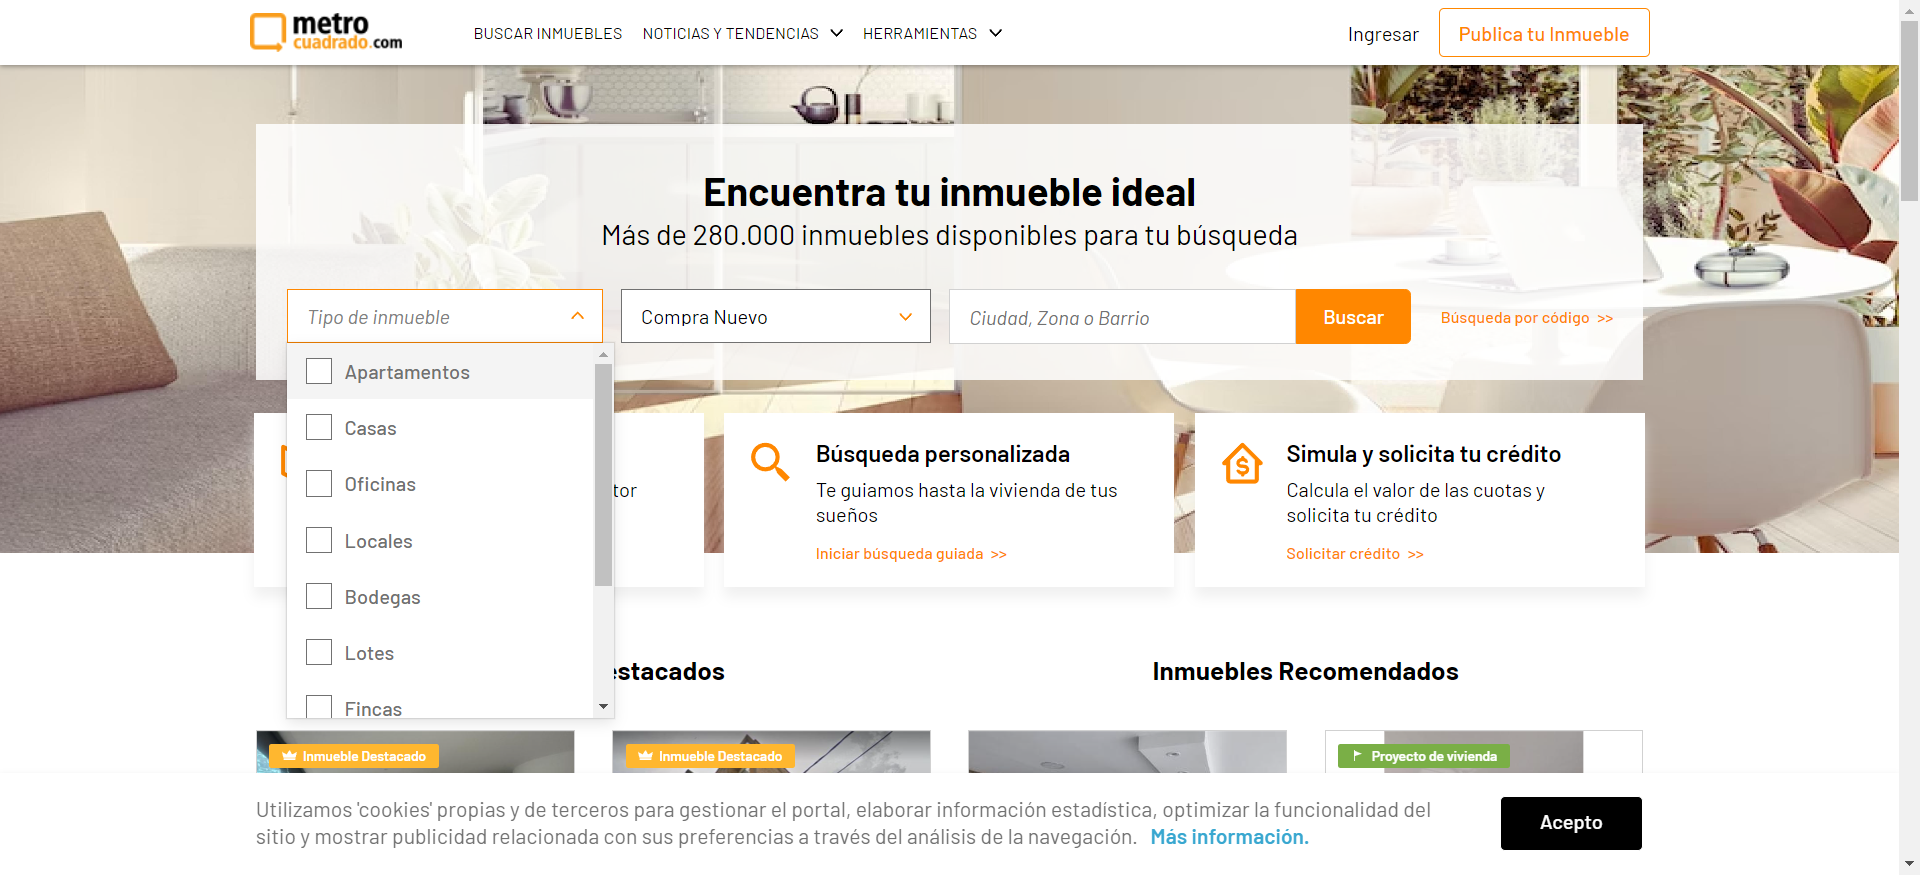 metro
cuadrado.com
BUSCAR INMUEBLES
NOTICIAS Y TENDENCIAS
HERRAMIENTAS
Ingresar
Publica tu Inmueble
Encuentra tu inmueble ideal
Más de 280.000 inmuebles disponibles para tu búsqueda
Tipo de inmueble
Compra Nuevo
Ciudad, Zona o Barrio
Buscar
Búsqueda por código >>
Apartamentos
Casas
Oficinas
Locales
Bodegas
Lotes
Fincas
tor
Búsqueda personalizada
Te guiamos hasta la vivienda de tus
sueños
Iniciar búsqueda guiada >>
Simula y solicita tu crédito
Calcula el valor de las cuotas y
solicita tu crédito
Solicitar crédito >>
stacados
Inmuebles Recomendados
Inmueble Destacado
Inmueble Destacado
Proyecto de vivienda
Utilizamos 'cookies' propias y de terceros para gestionar el portal, elaborar información estadística, optimizar la funcionalidad del
sitio y mostrar publicidad relacionada con sus preferencias a través del análisis de la navegación. Más información.
Acepto